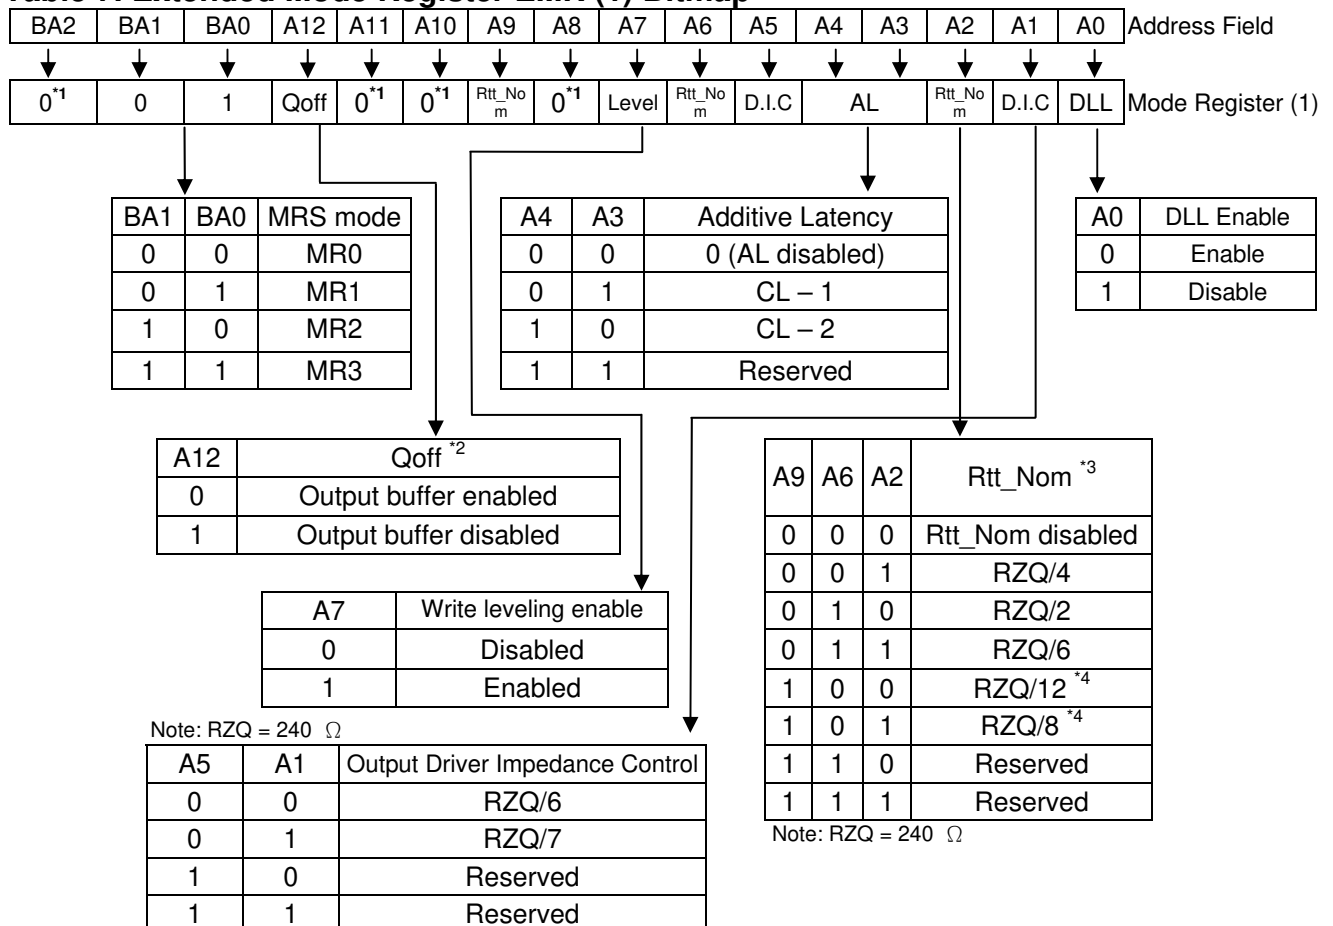 BA2 BA1 BA0 A12 A11 A10 A9 A8 A7 A6 A5 A4 A3 A2 A1 A0 Address Field
0*1 0 1 Qoff 0*1 0*1 Rtt_Nom 0*1 Level Rtt_Nom D.I.C AL Rtt_Nom D.I.C DLL Mode Register (1)
BA1 BA0 MRS mode
0 0 MR0
0 1 MR1
1 0 MR2
1 1 MR3
A4 A3 Additive Latency
0 0 0 (AL disabled)
0 1 CL – 1
1 0 CL – 2
1 1 Reserved
A0 DLL Enable
0 Enable
1 Disable
A12 Qoff *2
0 Output buffer enabled
1 Output buffer disabled
A7 Write leveling enable
0 Disabled
1 Enabled
A9 A6 A2 Rtt_Nom *3
0 0 0 Rtt_Nom disabled
0 0 1 RZQ/4
0 1 0 RZQ/2
0 1 1 RZQ/6
1 0 0 RZQ/12 *4
1 0 1 RZQ/8 *4
1 1 0 Reserved
1 1 1 Reserved
Note: RZQ = 240 Ω
Note: RZQ = 240 Ω
A5 A1 Output Driver Impedance Control
0 0 RZQ/6
0 1 RZQ/7
1 0 Reserved
1 1 Reserved